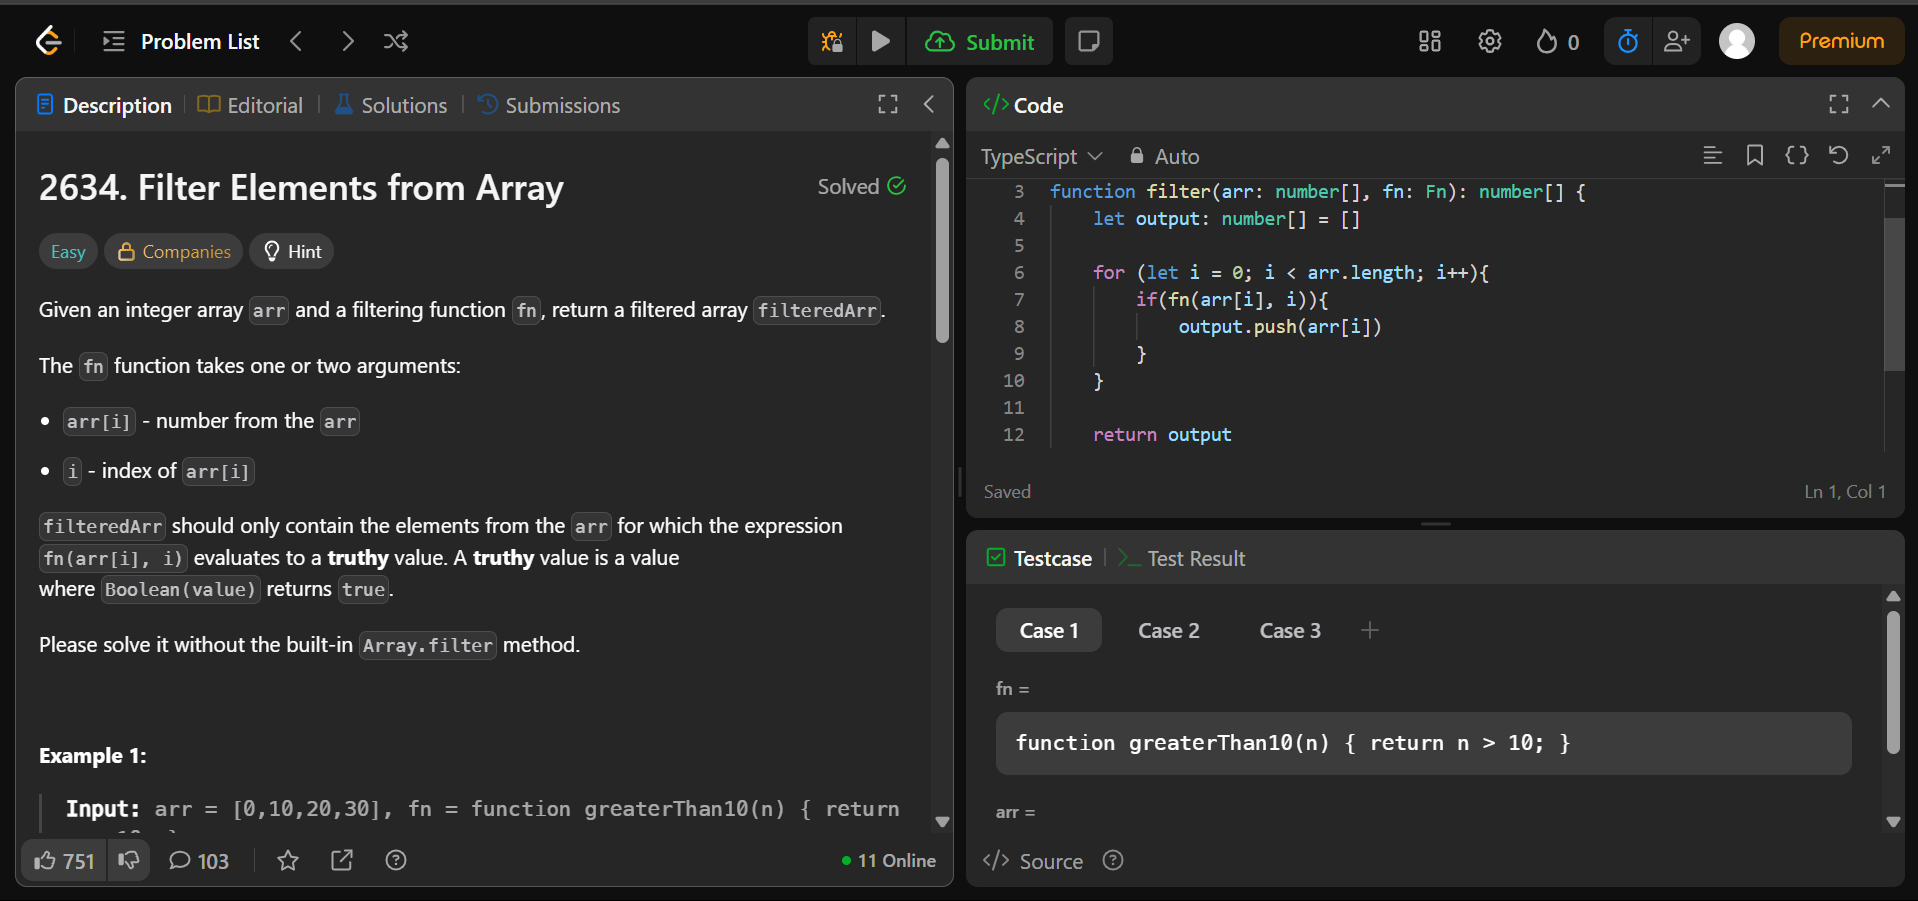 Problem List
Submit
0
Premium
Description
Editorial
Solutions
Submissions
2634. Filter Elements from Array
Solved
Easy
Companies
Hint
Given an integer array arr and a filtering function fn, return a filtered array filteredArr.
The fn function takes one or two arguments:
• arr[i] - number from the arr
• i - index of arr[i]
filteredArr should only contain the elements from the arr for which the expression
fn(arr[i], i) evaluates to a truthy value. A truthy value is a value
where Boolean(value) returns true.
Please solve it without the built-in Array.filter method.
Example 1:
Input: arr = [0,10,20,30], fn = function greaterThan10(n) { return
751
103
11 Online
</> Code
TypeScript
Auto
3 function filter(arr: number[], fn: Fn): number[] {
4     let output: number[] = []
5
6     for (let i = 0; i < arr.length; i++){
7         if(fn(arr[i], i)){
8             output.push(arr[i])
9         }
10     }
11
12     return output
Saved
Ln 1, Col 1
Testcase
Test Result
Case 1
Case 2
Case 3
fn =
function greaterThan10(n) { return n > 10; }
arr =
</> Source